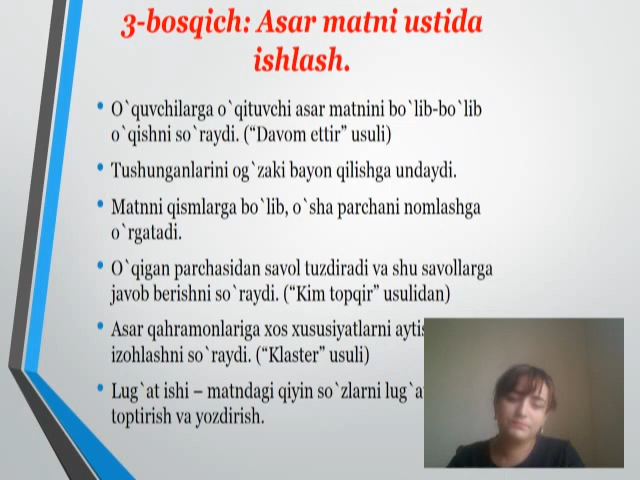 3-bosqich: Asar matni ustida
ishlash.
• O`quvchilarga o`qituvchi asar matnini bo`lib-bo`lib
o`qishni so`raydi. (“Davom ettir” usuli)
• Tushunganlarini og`zaki bayon qilishga undaydi.
• Matnni qismlarga bo`lib, o`sha parchani nomlashga
o`rgatadi.
• O`qigan parchasidan savol tuzdiradi va shu savollarga
javob berishni so`raydi. (“Kim topqir” usulidan)
• Asar qahramonlariga xos xususiyatlarni
izohlashni so`raydi. (“Klaster” usuli)
• Lug`at ishi – matndagi qiyin so`zlarni
toptirish va yozdirish.